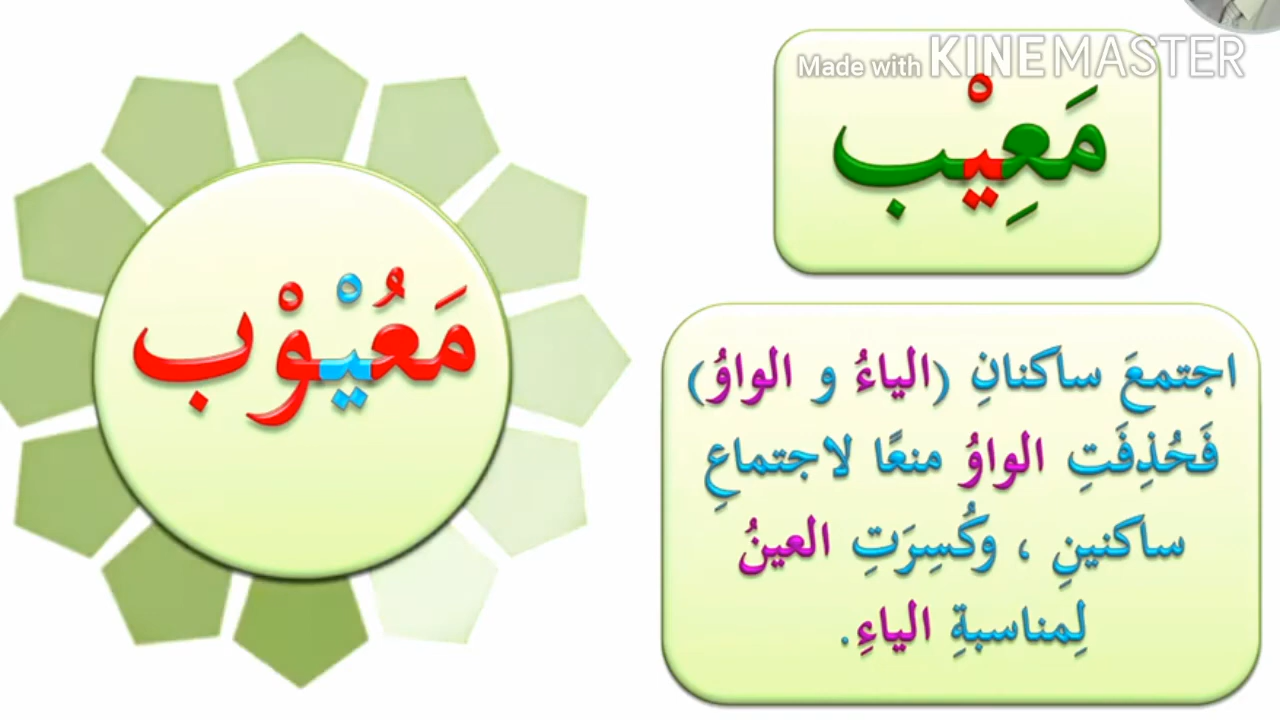 Made with KINEMASTER
مَعِيْب
مَعُيْوْب
اجتمعَ ساكنانِ (الياءُ و الواوُ)
فَحُذِفَتِ الواوُ منعًا لاجتماعِ
ساكنينِ ، وكُسِرَتِ العينُ
لِمناسبةِ الياءِ.